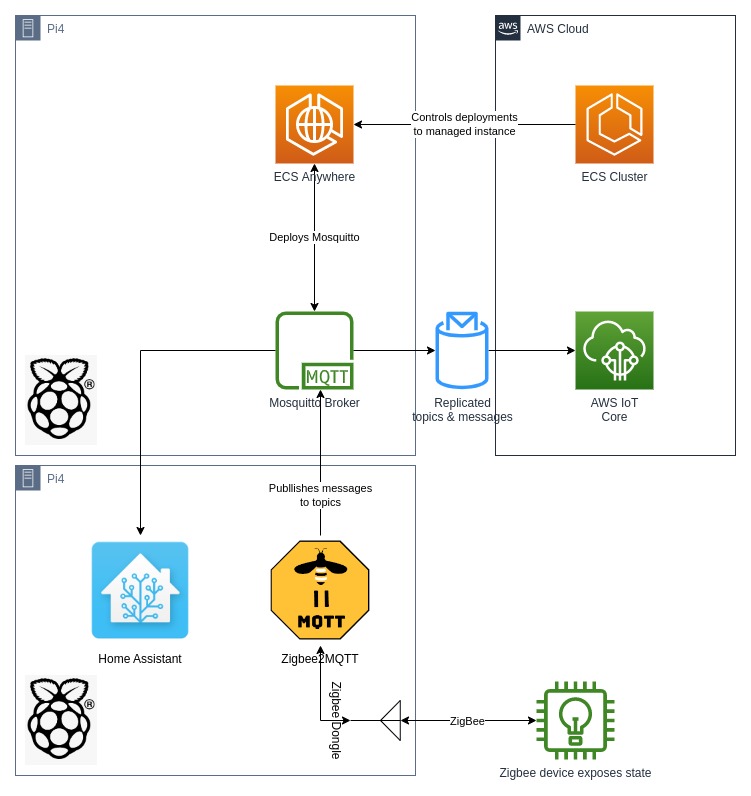 Pi4
aws
AWS Cloud
Controls deployments
to managed instance
ECS Anywhere
ECS Cluster
Deploys Mosquitto
MQTT
®
Mosquitto Broker
Replicated
topics & messages
AWS IoT
Core
Pi4
Publlishes messages
to topics
MQTT
Home Assistant
Zigbee2MQTT
®
Zigbee Dongle
ZigBee
Zigbee device exposes state